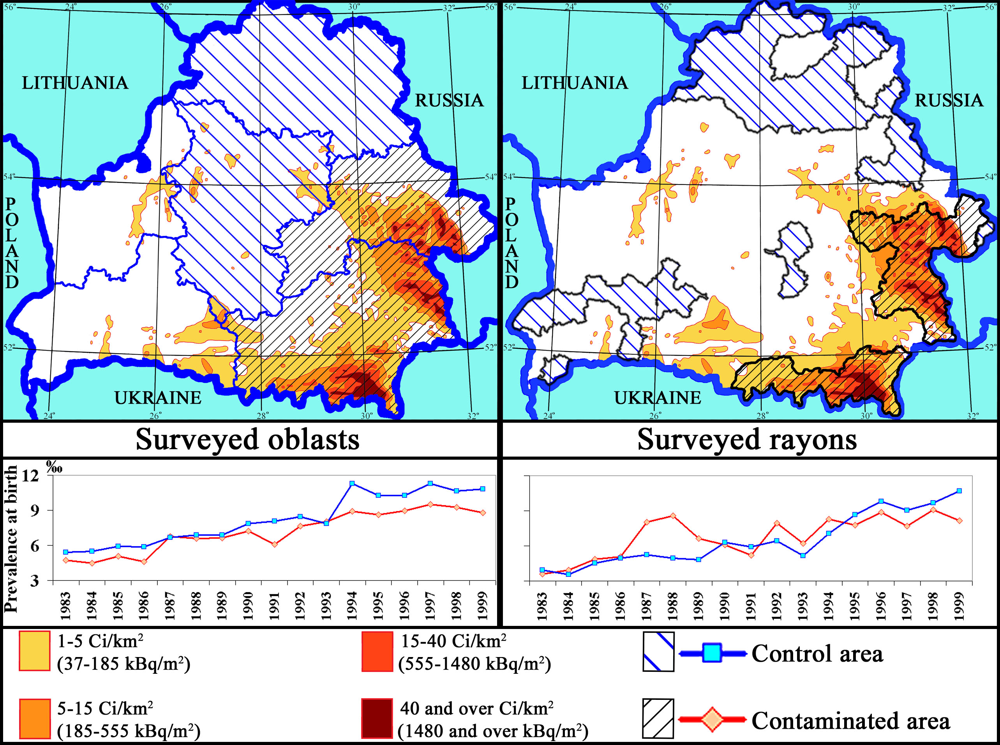 56° 24° 26° 30° 32° 56°
LITHUANIA
RUSSIA
54° 54°
POLAND
52° 52°
UKRAINE
24° 26° 28° 30° 32°
56° 24° 26° 30° 32° 56°
LITHUANIA
RUSSIA
54° 54°
POLAND
52° 52°
UKRAINE
24° 26° 28° 30° 32°
Surveyed oblasts
Surveyed rayons
Prevalence at birth
‰
12
9
6
3
1983 1984 1985 1986 1987 1988 1989 1990 1991 1992 1993 1994 1995 1996 1997 1998 1999
1983 1984 1985 1986 1987 1988 1989 1990 1991 1992 1993 1994 1995 1996 1997 1998 1999
1-5 Ci/km²
(37-185 kBq/m²)
15-40 Ci/km²
(555-1480 kBq/m²)
Control area
5-15 Ci/km²
(185-555 kBq/m²)
40 and over Ci/km²
(1480 and over kBq/m²)
Contaminated area